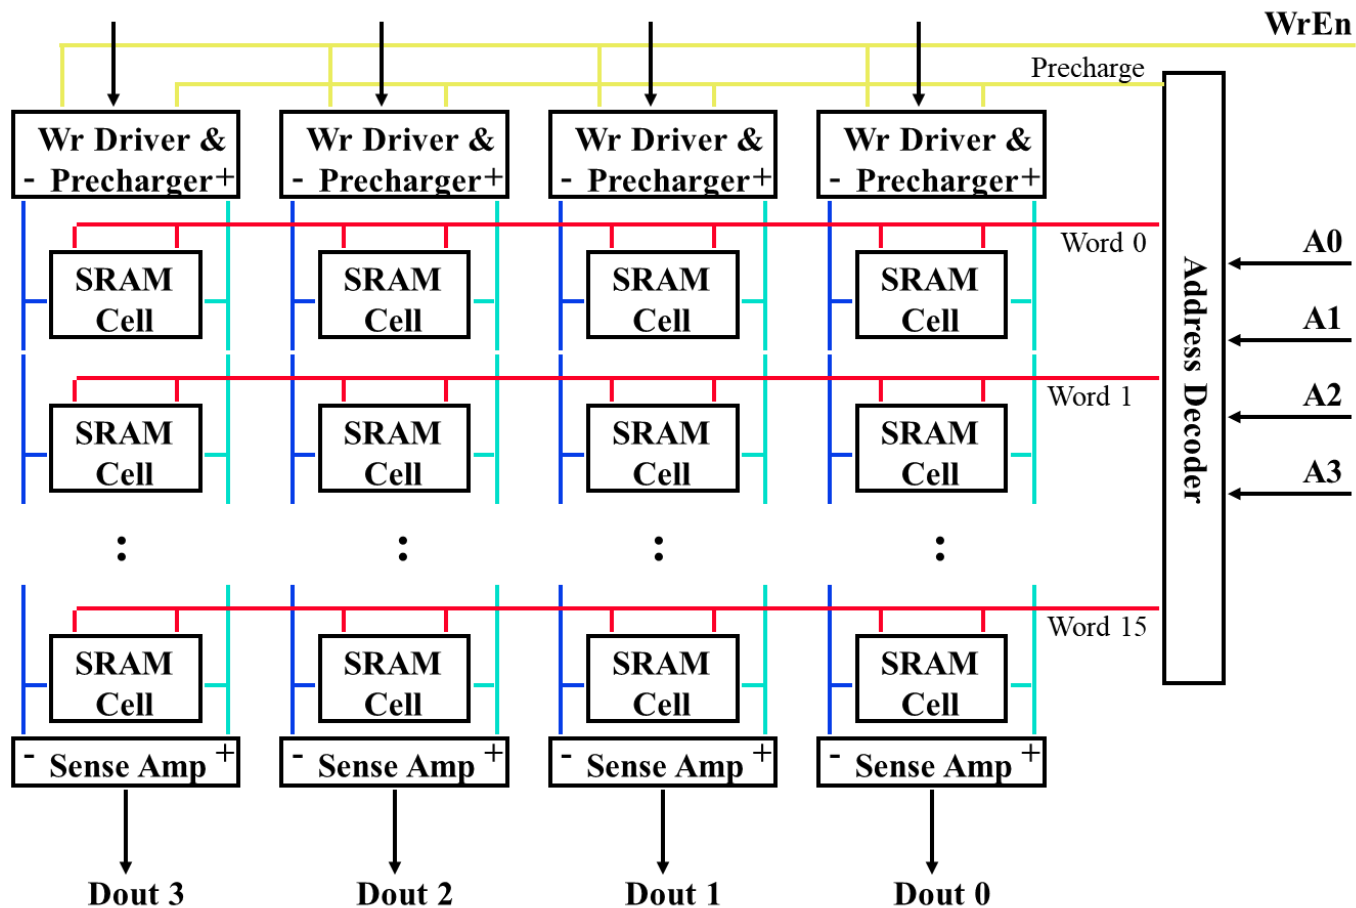 WrEn
Precharge
Wr Driver &
- Precharger +
Wr Driver &
- Precharger +
Wr Driver &
- Precharger +
Wr Driver &
- Precharger +
Word 0
SRAM
Cell
SRAM
Cell
SRAM
Cell
SRAM
Cell
Word 1
SRAM
Cell
SRAM
Cell
SRAM
Cell
SRAM
Cell
:
:
:
:
Word 15
SRAM
Cell
SRAM
Cell
SRAM
Cell
SRAM
Cell
- Sense Amp +
- Sense Amp +
- Sense Amp +
- Sense Amp +
Dout 3
Dout 2
Dout 1
Dout 0
Address Decoder
A0
A1
A2
A3